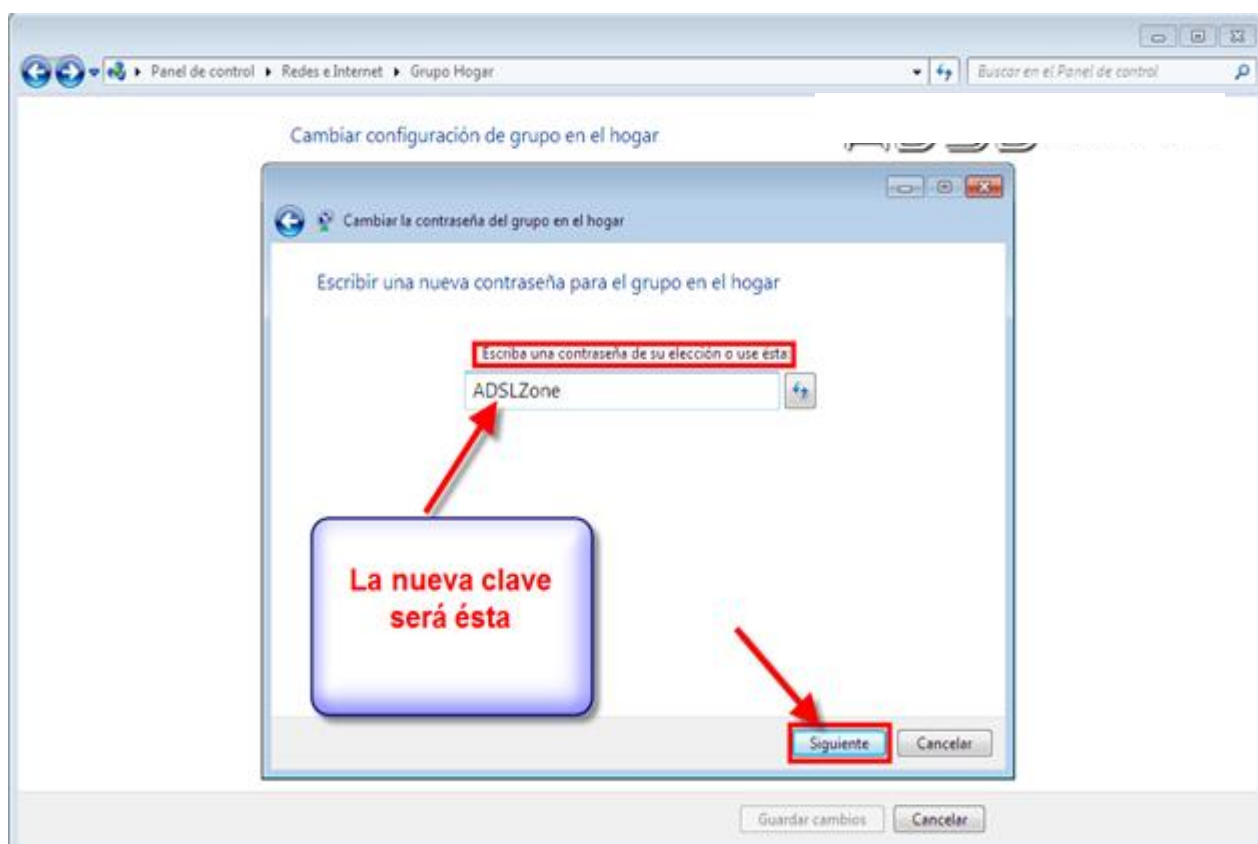 Panel de control ▸ Redes e Internet ▸ Grupo Hogar
Buscar en el Panel de control
Cambiar configuración de grupo en el hogar
Cambiar la contraseña del grupo en el hogar
Escribir una nueva contraseña para el grupo en el hogar
Escriba una contraseña de su elección o use ésta:
ADSLZone
La nueva clave
será ésta
Siguiente
Cancelar
Guardar cambios
Cancelar